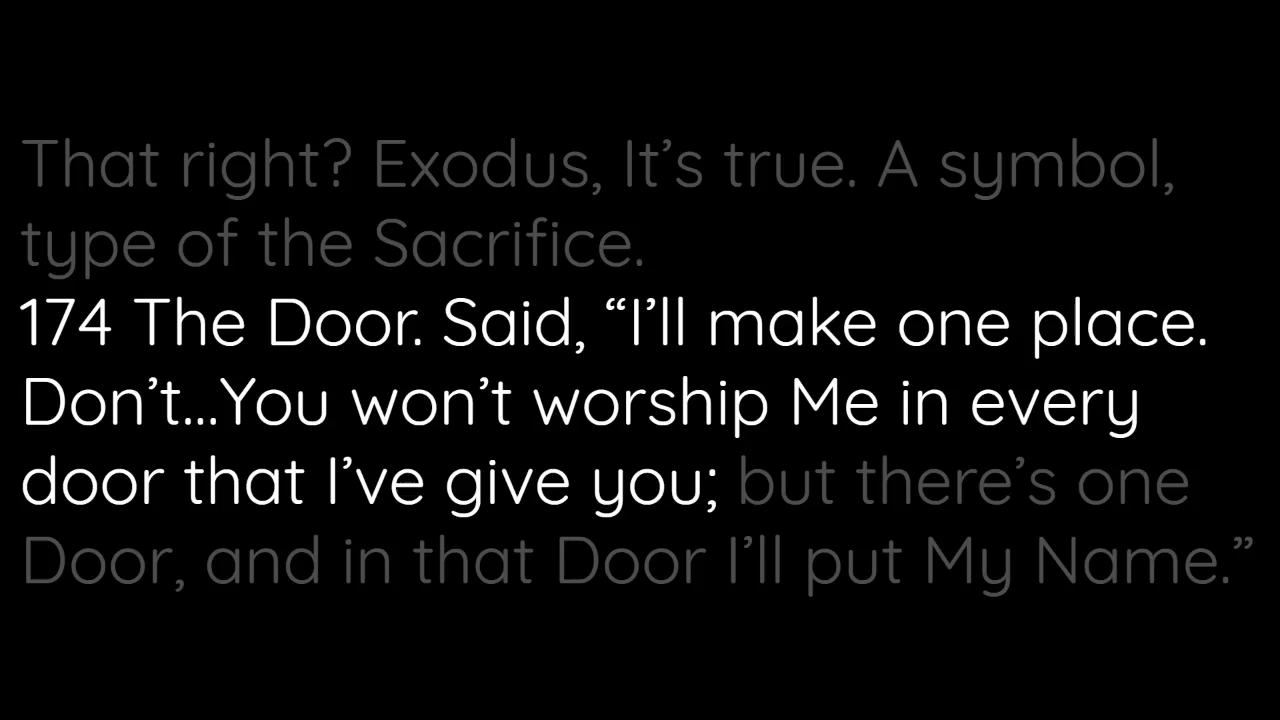 That right? Exodus, It’s true. A symbol,
type of the Sacrifice.
174 The Door. Said, “I’ll make one place.
Don’t...You won’t worship Me in every
door that I’ve give you; but there’s one
Door, and in that Door I’ll put My Name.”